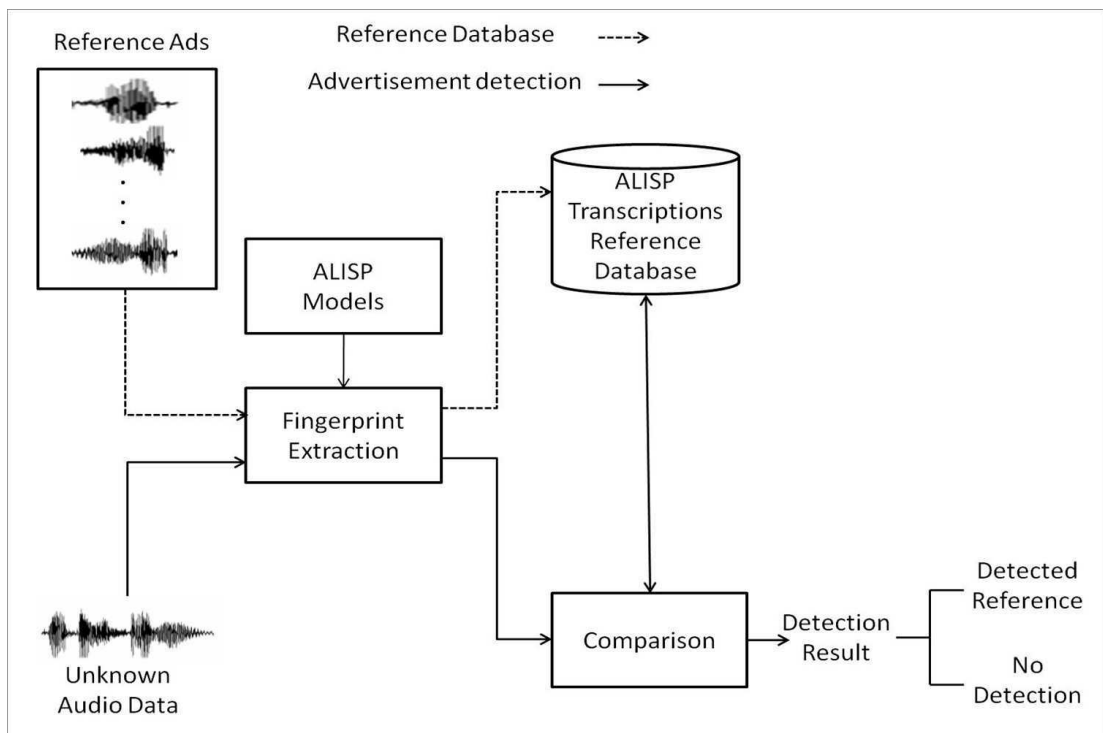 Reference Ads
Reference Database
Advertisement detection
ALISP
Transcriptions
Reference
Database
ALISP
Models
Fingerprint
Extraction
Unknown
Audio Data
Comparison
Detection
Result
Detected
Reference
No
Detection